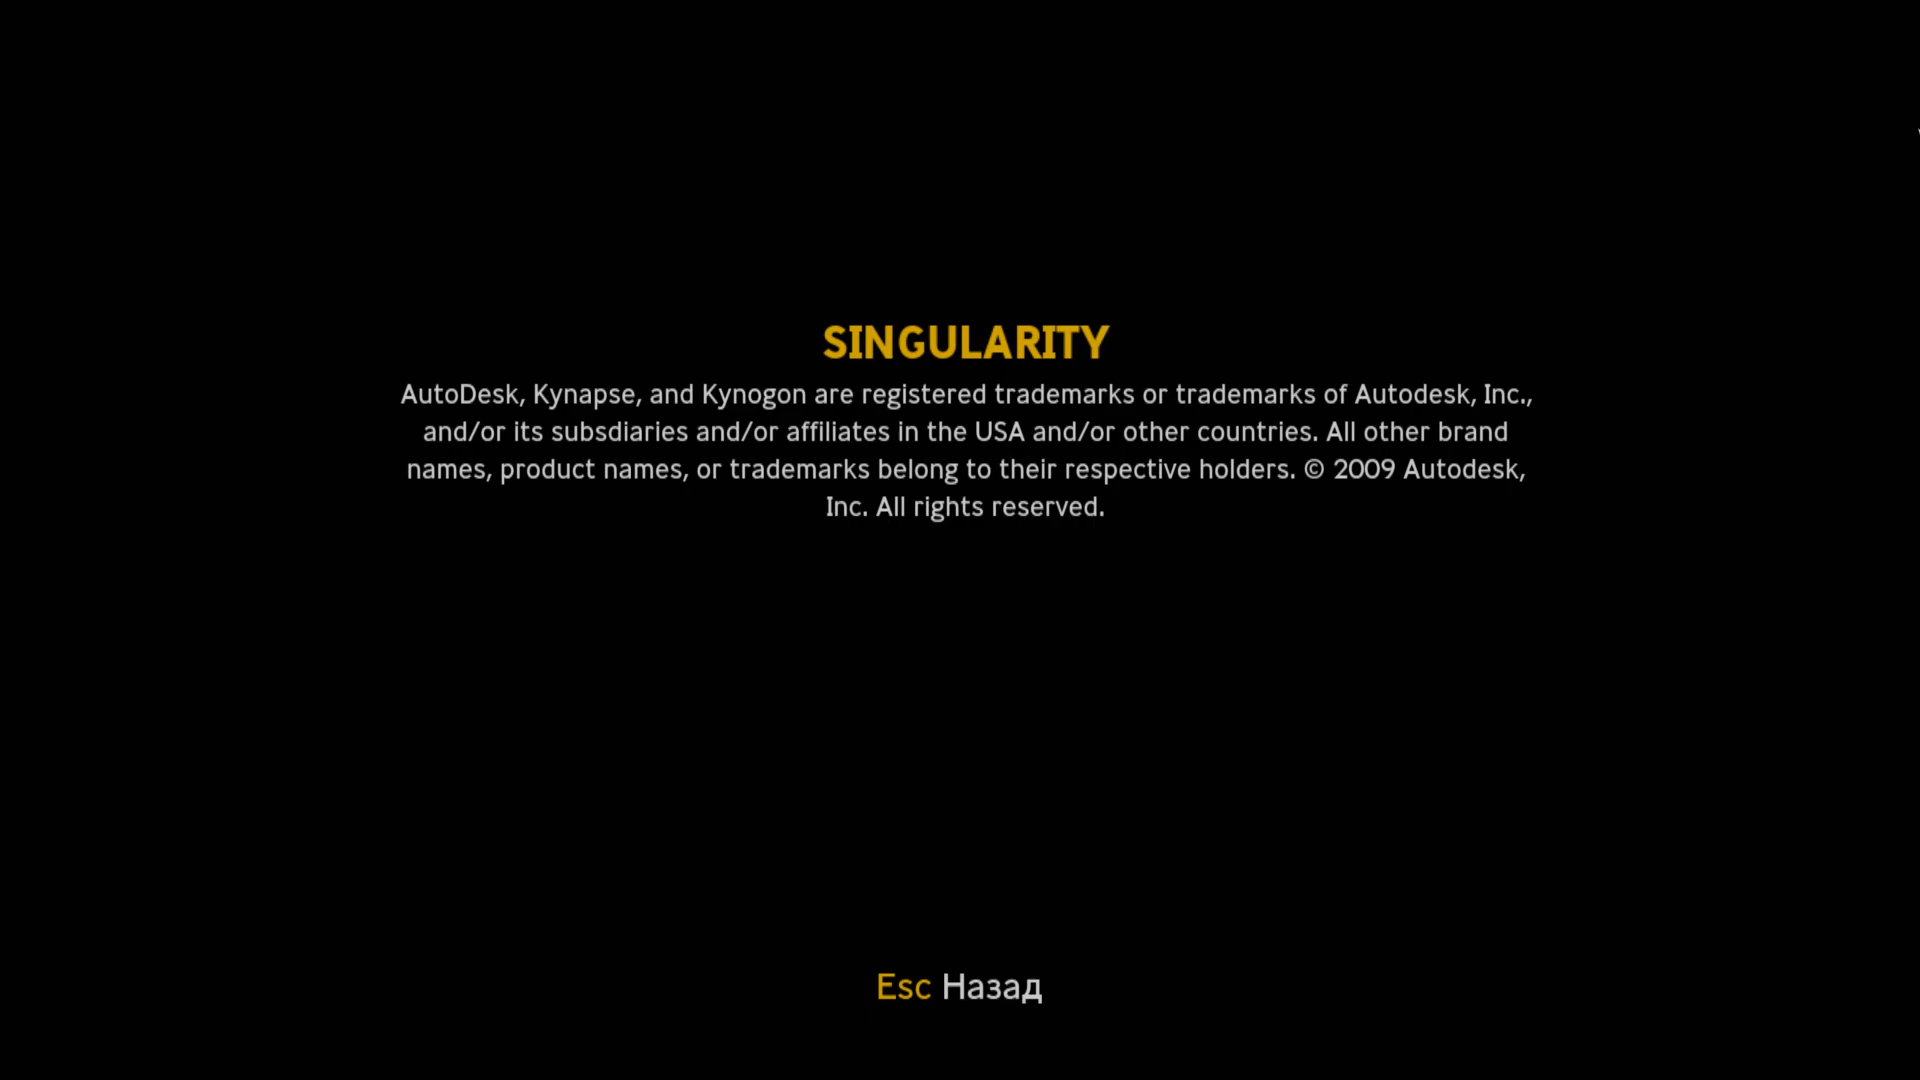 SINGULARITY
AutoDesk, Kynapse, and Kynogon are registered trademarks or trademarks of Autodesk, Inc.,
and/or its subsdiaries and/or affiliates in the USA and/or other countries. All other brand
names, product names, or trademarks belong to their respective holders. © 2009 Autodesk,
Inc. All rights reserved.
Esc Назад